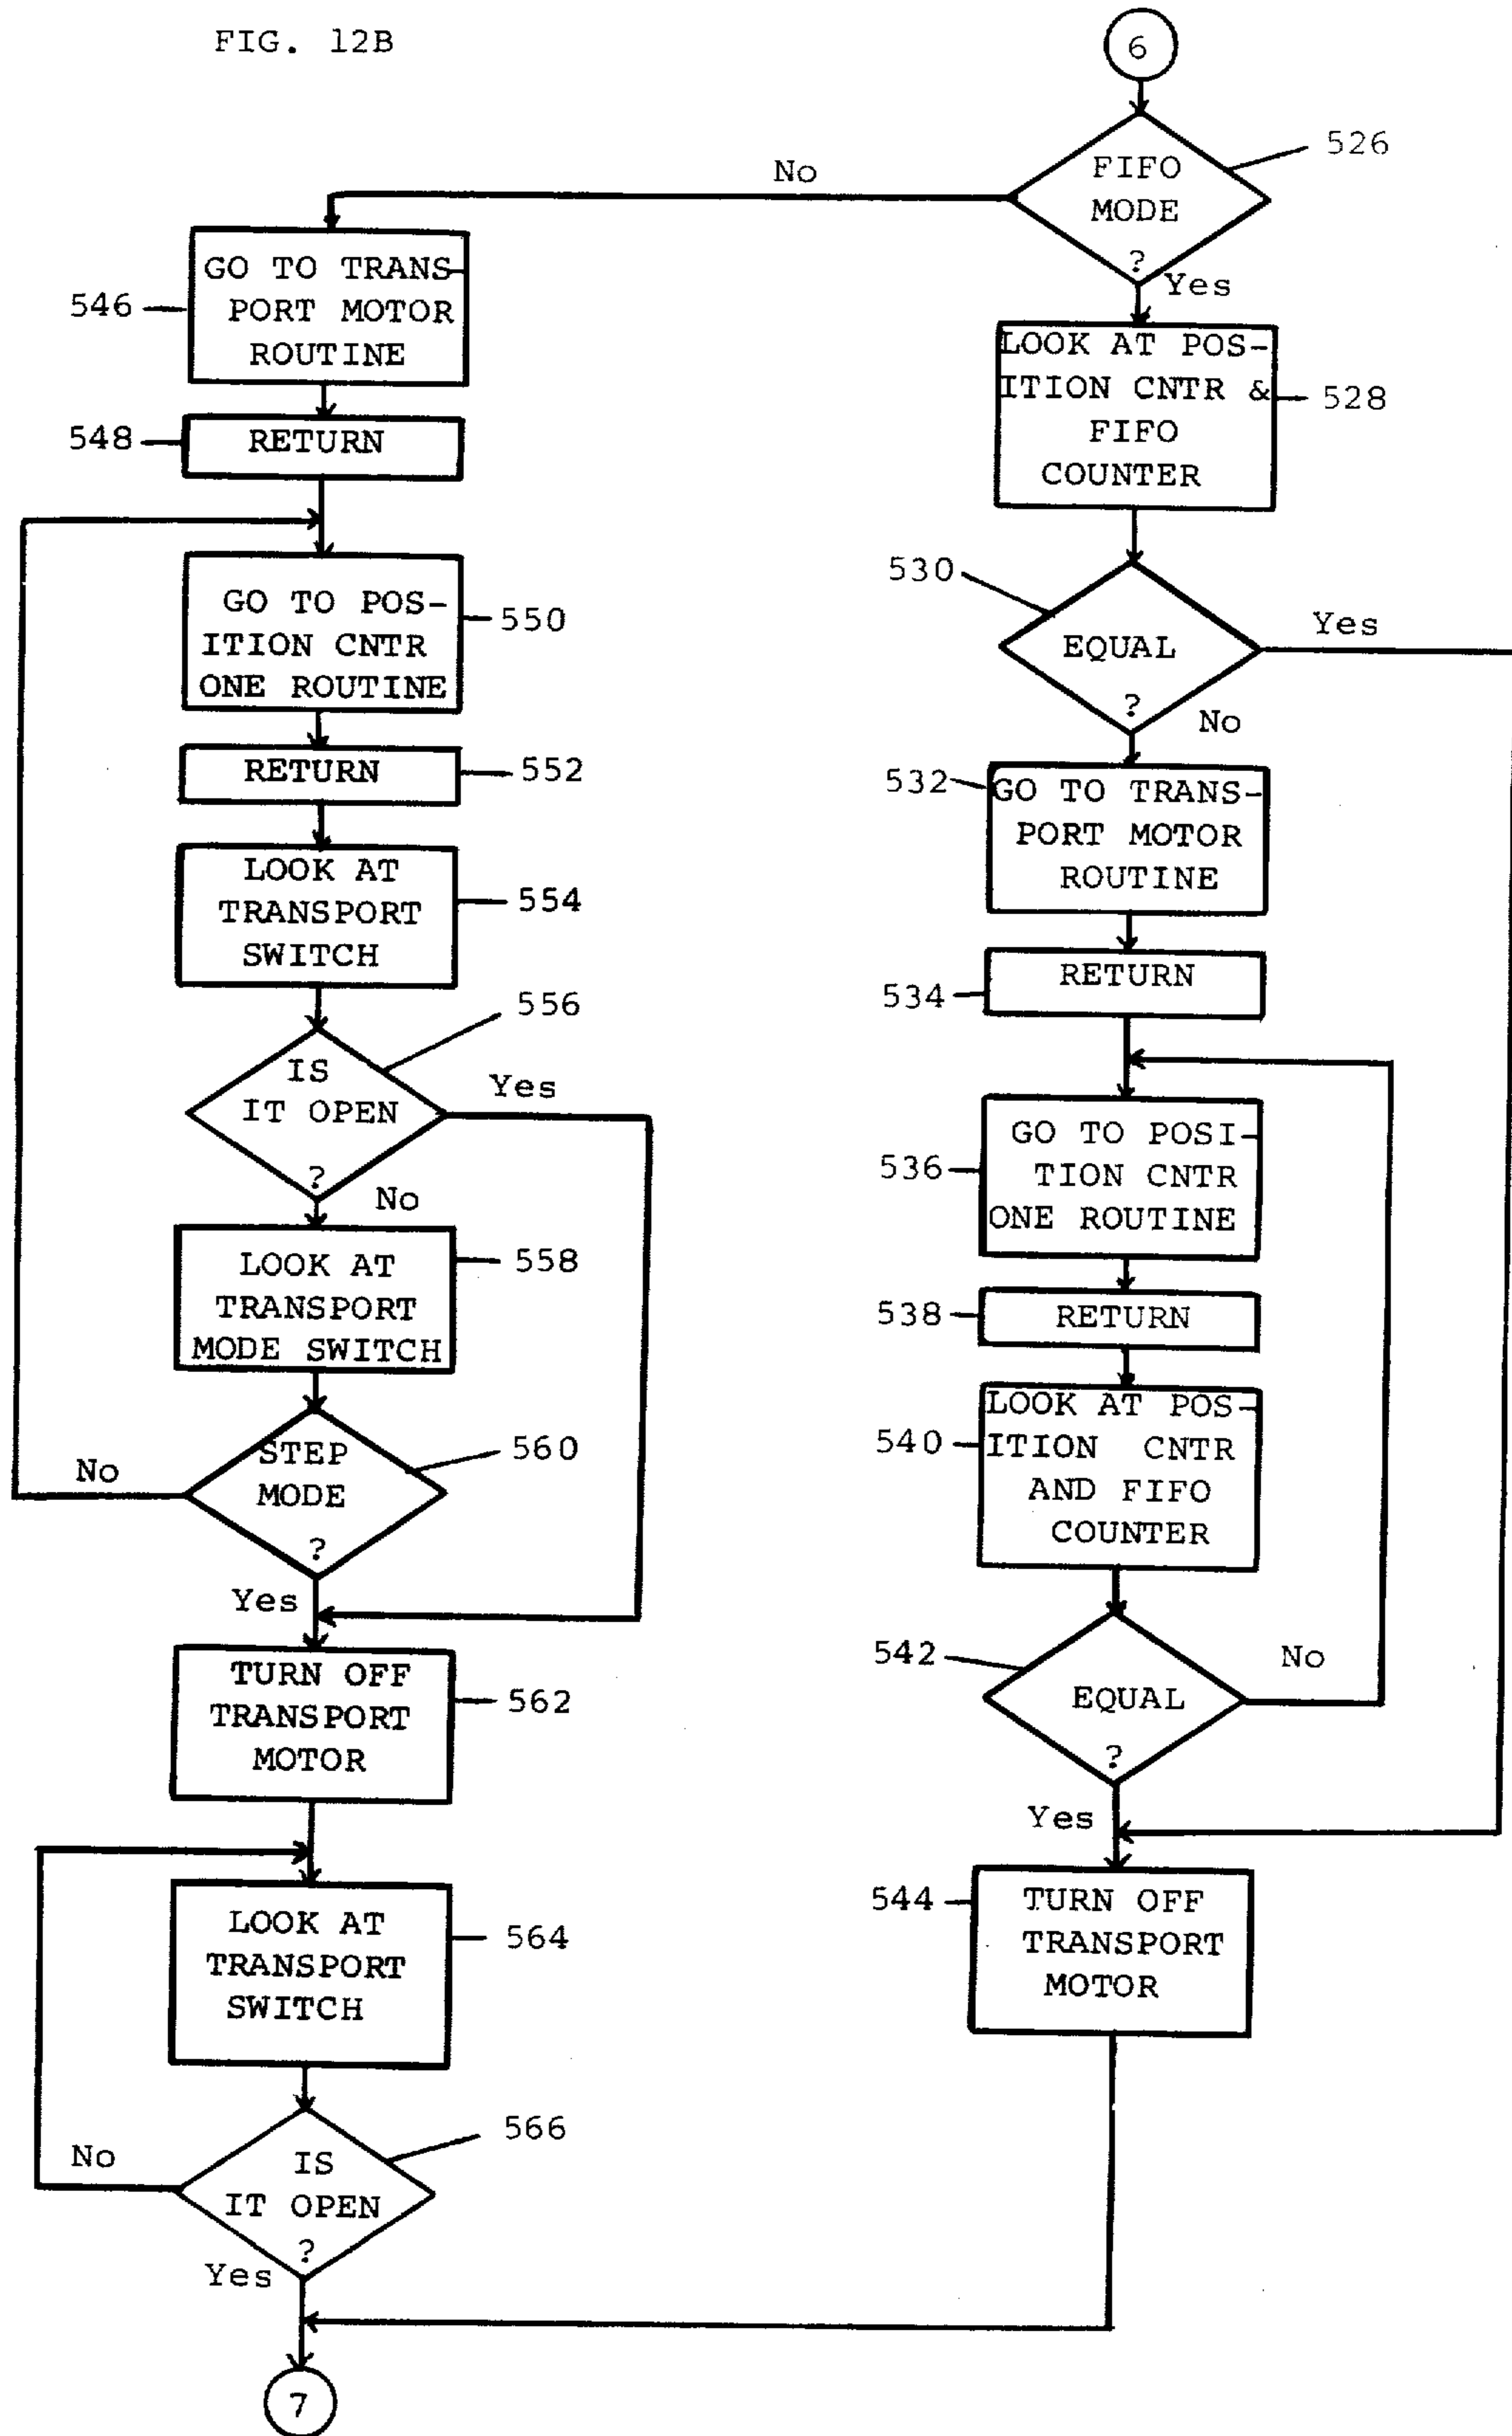 FIG. 12B
6
FIFO
MODE
?
526
No
Yes
GO TO TRANS-
PORT MOTOR
ROUTINE
546
RETURN
548
GO TO POS-
ITION CNTR
ONE ROUTINE
550
RETURN
552
LOOK AT
TRANSPORT
SWITCH
554
IS
IT OPEN
?
556
Yes
No
LOOK AT
TRANSPORT
MODE SWITCH
558
STEP
MODE
?
560
No
Yes
TURN OFF
TRANSPORT
MOTOR
562
LOOK AT
TRANSPORT
SWITCH
564
IS
IT OPEN
?
566
No
Yes
7
LOOK AT POS-
ITION CNTR &
FIFO
COUNTER
528
530
EQUAL
?
Yes
No
532
GO TO TRANS-
PORT MOTOR
ROUTINE
RETURN
534
GO TO POSI-
TION CNTR
ONE ROUTINE
536
RETURN
538
LOOK AT POS-
ITION CNTR
AND FIFO
COUNTER
540
542
EQUAL
?
No
Yes
544
TURN OFF
TRANSPORT
MOTOR